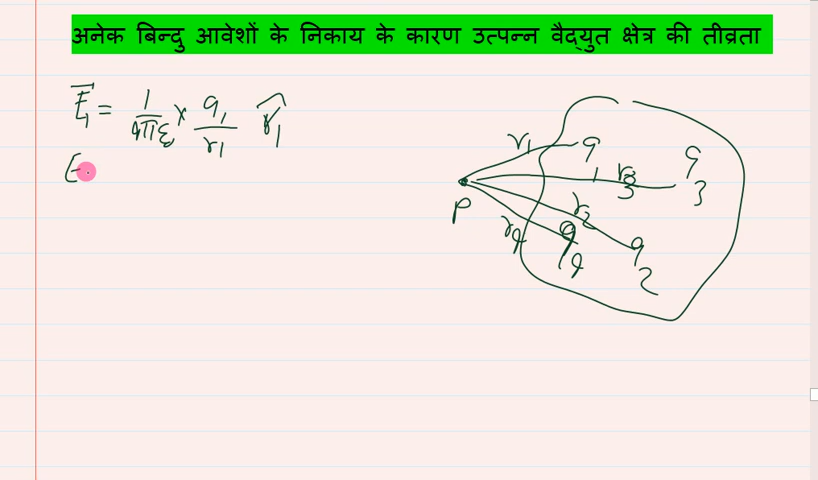 अनेक बिन्दु आवेशों के निकाय के कारण उत्पन्न वैद्युत क्षेत्र की तीव्रता
E⃗₁ = 1/4πε × q₁/r₁ r̂₁
E
r₁ q₁
r₃ q₃
P
r₂ q₂
r₄ q₄